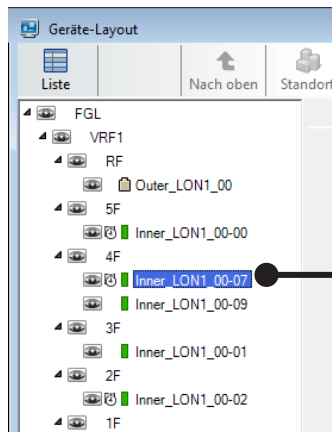 Geräte-Layout
Liste Nach oben Standort
FGL
VRF1
RF
Outer_LON1_00
5F
Inner_LON1_00-00
4F
Inner_LON1_00-07
Inner_LON1_00-09
3F
Inner_LON1_00-01
2F
Inner_LON1_00-02
1F